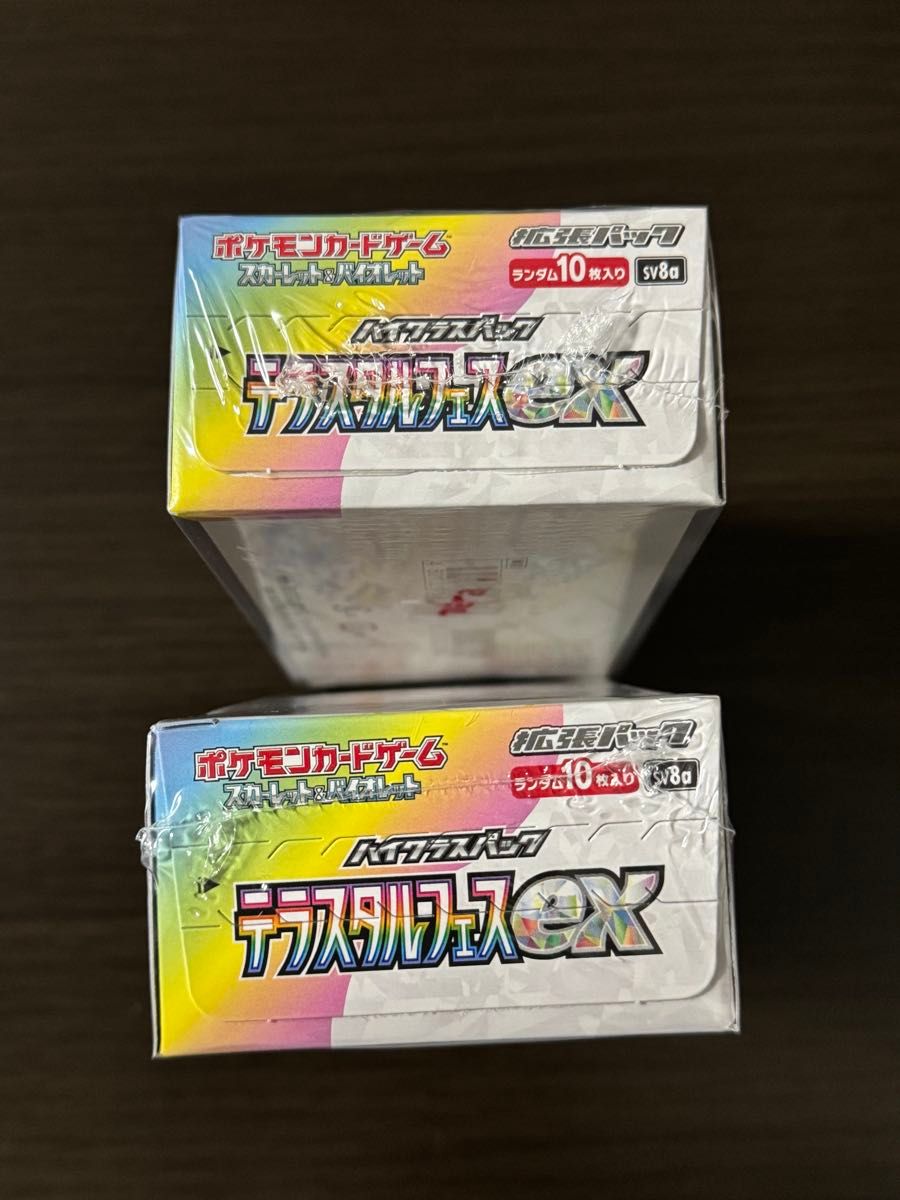 ポケモンカードゲーム™
スカーレット&バイオレット
拡張パック
ランダム10枚入り
SV8a
ハイクラスパック
テラスタルフェスex
ポケモンカードゲーム™
スカーレット&バイオレット
拡張パック
ランダム10枚入り
SV8a
ハイクラスパック
テラスタルフェスex